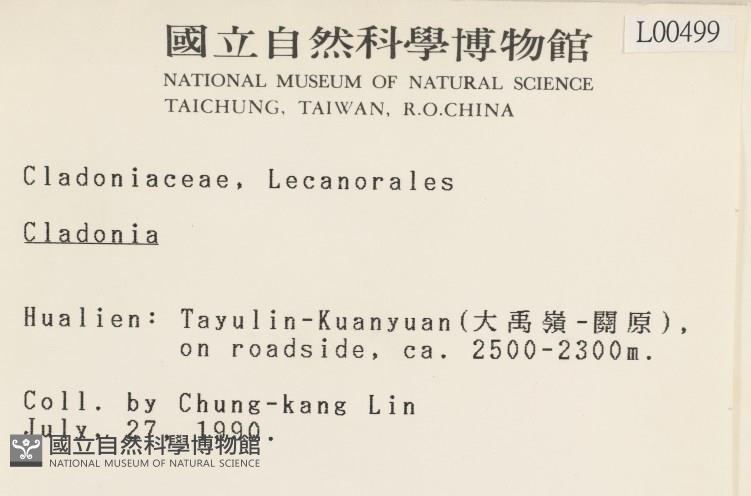 國立自然科學博物館
L00499
NATIONAL MUSEUM OF NATURAL SCIENCE
TAICHUNG, TAIWAN, R.O.CHINA
Cladoniaceae, Lecanorales
Cladonia
Hualien: Tayulin-Kuanyuan(大禹嶺-關原),
on roadside, ca. 2500-2300m.
Coll. by Chung-kang Lin
July, 27, 1990.
國立自然科學博物館
NATIONAL MUSEUM OF NATURAL SCIENCE